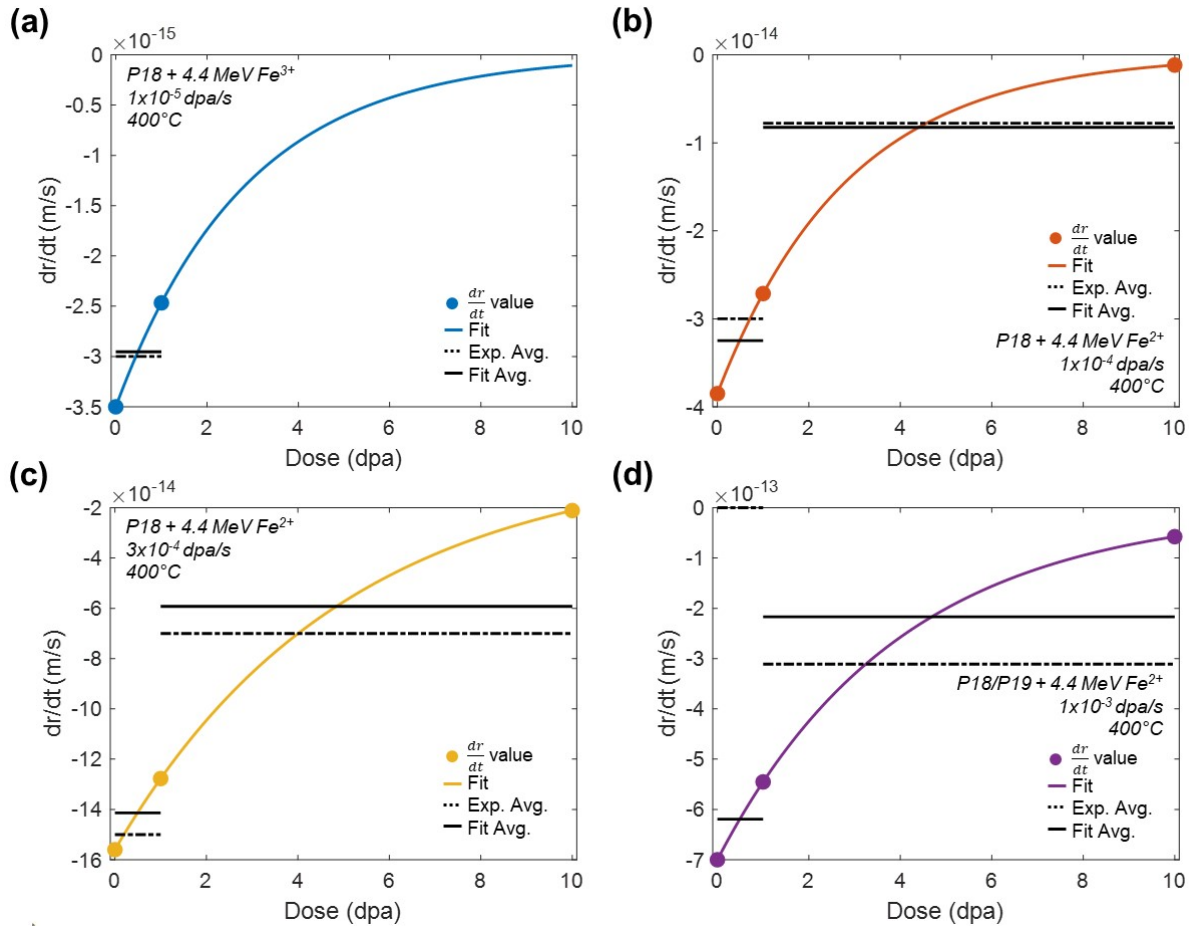 (a)
×10⁻¹⁵
0
-0.5
-1
-1.5
-2
-2.5
-3
-3.5
dr/dt (m/s)
P18 + 4.4 MeV Fe³⁺
1x10⁻⁵ dpa/s
400°C
dr/dt value
Fit
Exp. Avg.
Fit Avg.
0 2 4 6 8 10
Dose (dpa)
(b)
×10⁻¹⁴
0
-1
-2
-3
-4
dr/dt (m/s)
dr/dt value
Fit
Exp. Avg.
Fit Avg.
P18 + 4.4 MeV Fe²⁺
1x10⁻⁴ dpa/s
400°C
0 2 4 6 8 10
Dose (dpa)
(c)
×10⁻¹⁴
-2
-4
-6
-8
-10
-12
-14
-16
dr/dt (m/s)
P18 + 4.4 MeV Fe²⁺
3x10⁻⁴ dpa/s
400°C
dr/dt value
Fit
Exp. Avg.
Fit Avg.
0 2 4 6 8 10
Dose (dpa)
(d)
×10⁻¹³
0
-1
-2
-3
-4
-5
-6
-7
dr/dt (m/s)
P18/P19 + 4.4 MeV Fe²⁺
1x10⁻³ dpa/s
400°C
dr/dt value
Fit
Exp. Avg.
Fit Avg.
0 2 4 6 8 10
Dose (dpa)